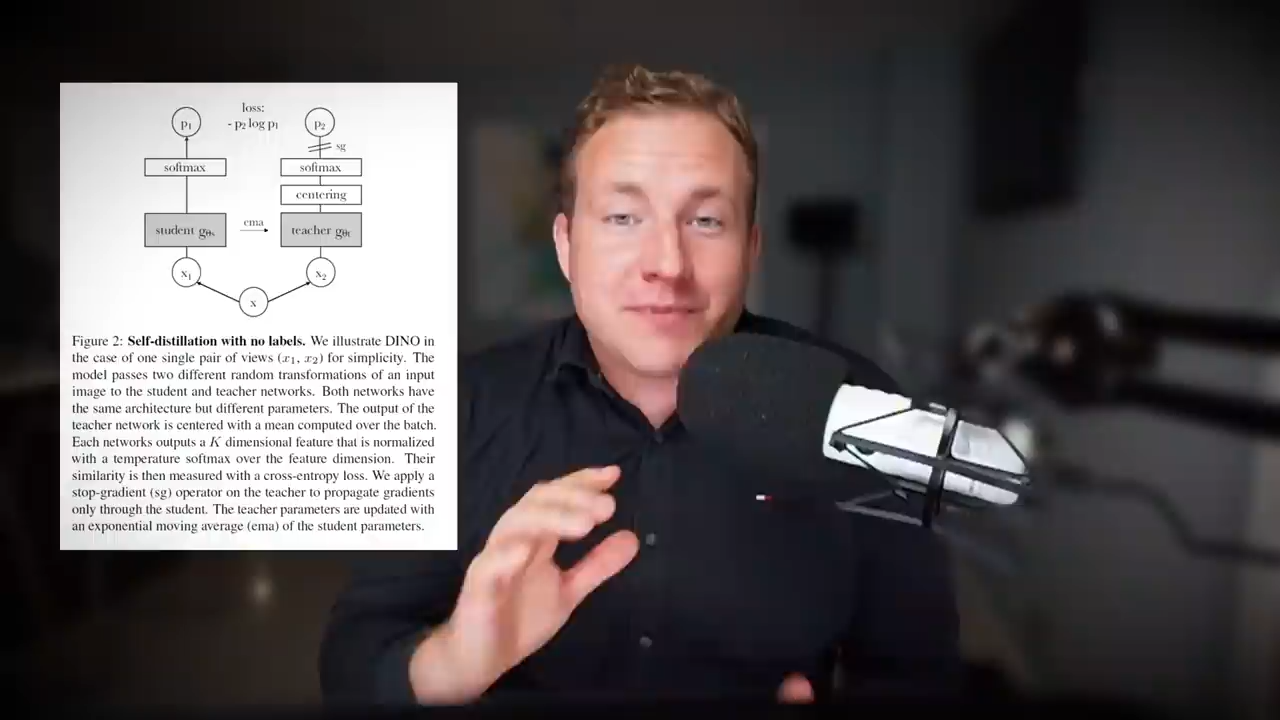 loss:
p1 - p2 log p1 p2
sg
softmax softmax
centering
ema
student gθs teacher gθt
x1 x2
x
Figure 2: Self-distillation with no labels. We illustrate DINO in
the case of one single pair of views (x1, x2) for simplicity. The
model passes two different random transformations of an input
image to the student and teacher networks. Both networks have
the same architecture but different parameters. The output of the
teacher network is centered with a mean computed over the batch.
Each networks outputs a K dimensional feature that is normalized
with a temperature softmax over the feature dimension. Their
similarity is then measured with a cross-entropy loss. We apply a
stop-gradient (sg) operator on the teacher to propagate gradients
only through the student. The teacher parameters are updated with
an exponential moving average (ema) of the student parameters.